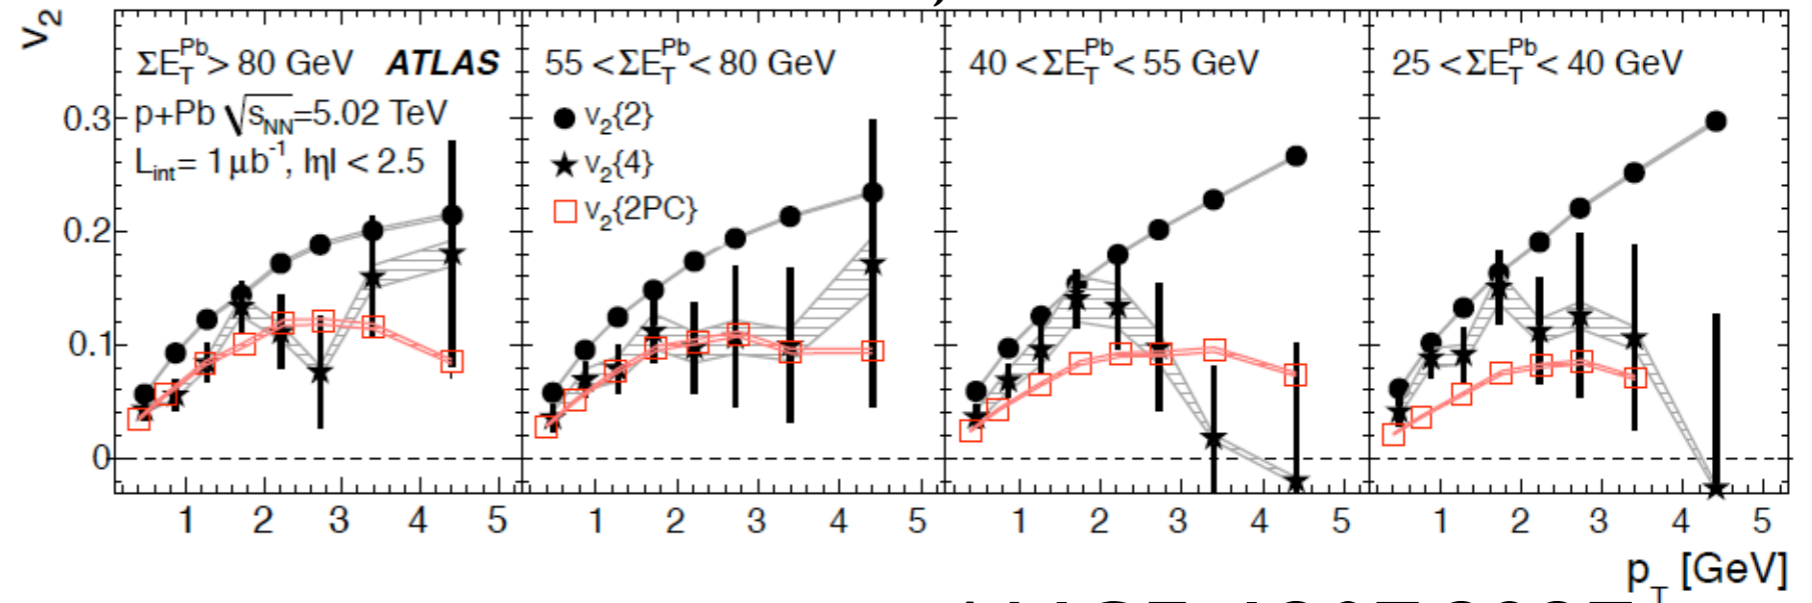 v₂
ΣE_T^Pb > 80 GeV ATLAS
p+Pb √s_NN=5.02 TeV
L_int= 1 μb⁻¹, |η| < 2.5
55 < ΣE_T^Pb < 80 GeV
v₂{2}
v₂{4}
v₂{2PC}
40 < ΣE_T^Pb < 55 GeV
25 < ΣE_T^Pb < 40 GeV
0.3
0.2
0.1
0
1 2 3 4 5
1 2 3 4 5
1 2 3 4 5
1 2 3 4 5
p_T [GeV]